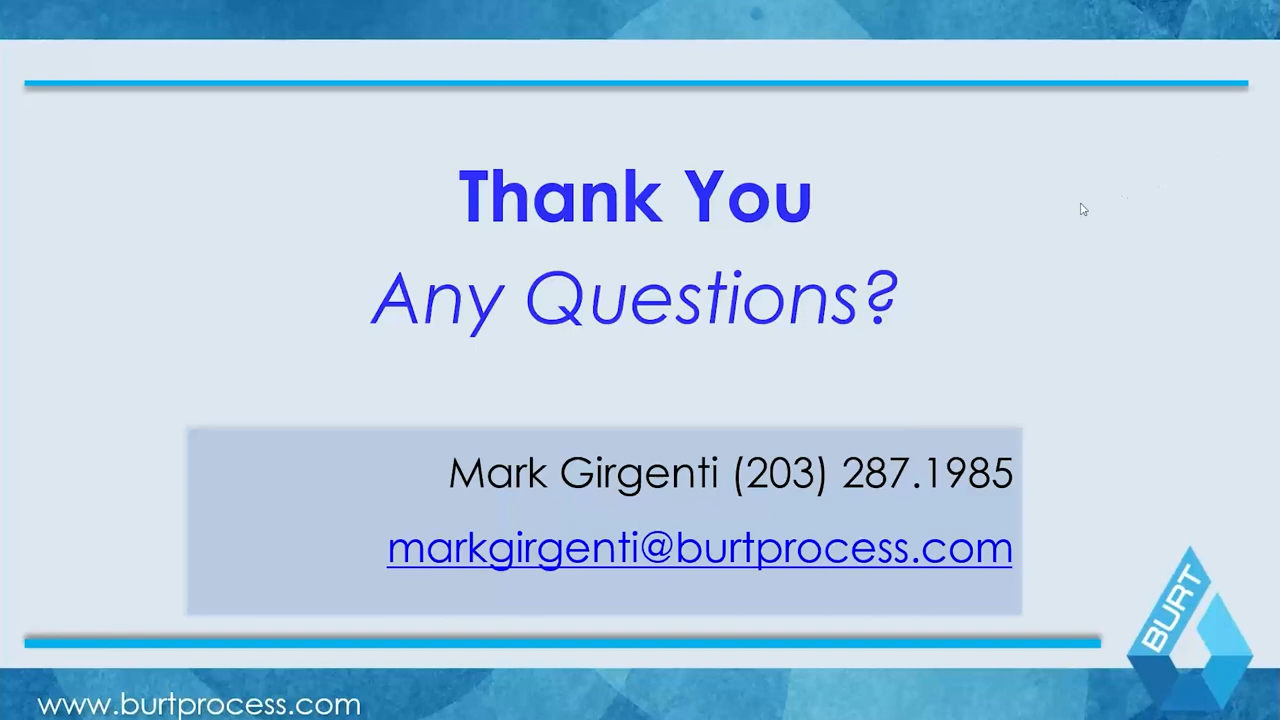 Thank You
Any Questions?
Mark Girgenti (203) 287.1985
markgirgenti@burtprocess.com
BURT
www.burtprocess.com